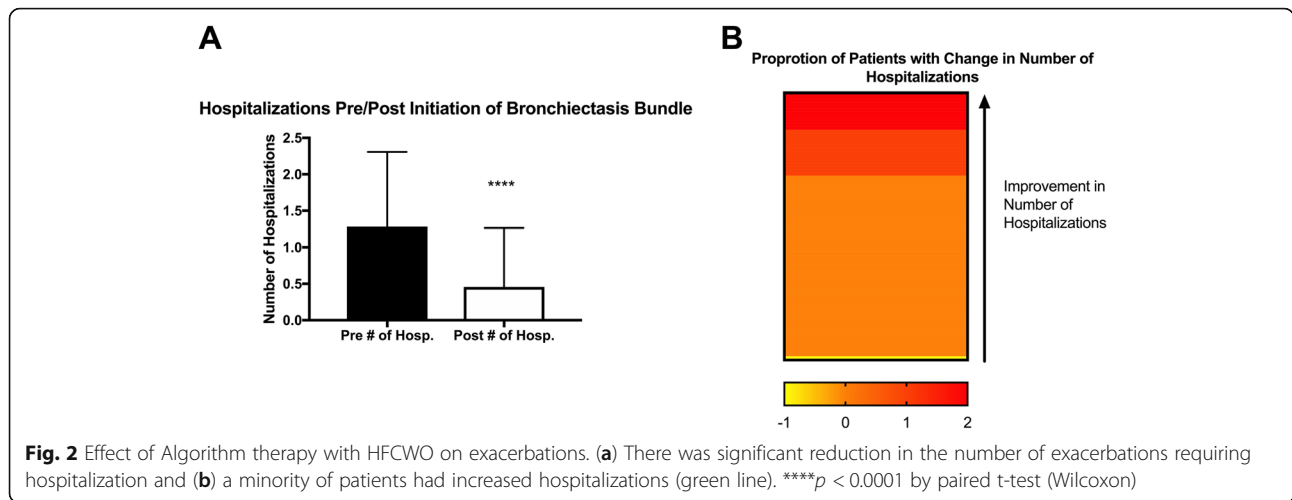 A
Hospitalizations Pre/Post Initiation of Bronchiectasis Bundle
Number of Hospitalizations
2.5
2.0
1.5
1.0
0.5
0.0
****
Pre # of Hosp.
Post # of Hosp.
B
Proprotion of Patients with Change in Number of
Hospitalizations
Improvement in
Number of
Hospitalizations
-1 0 1 2
Fig. 2 Effect of Algorithm therapy with HFCWO on exacerbations. (a) There was significant reduction in the number of exacerbations requiring
hospitalization and (b) a minority of patients had increased hospitalizations (green line). ****p < 0.0001 by paired t-test (Wilcoxon)